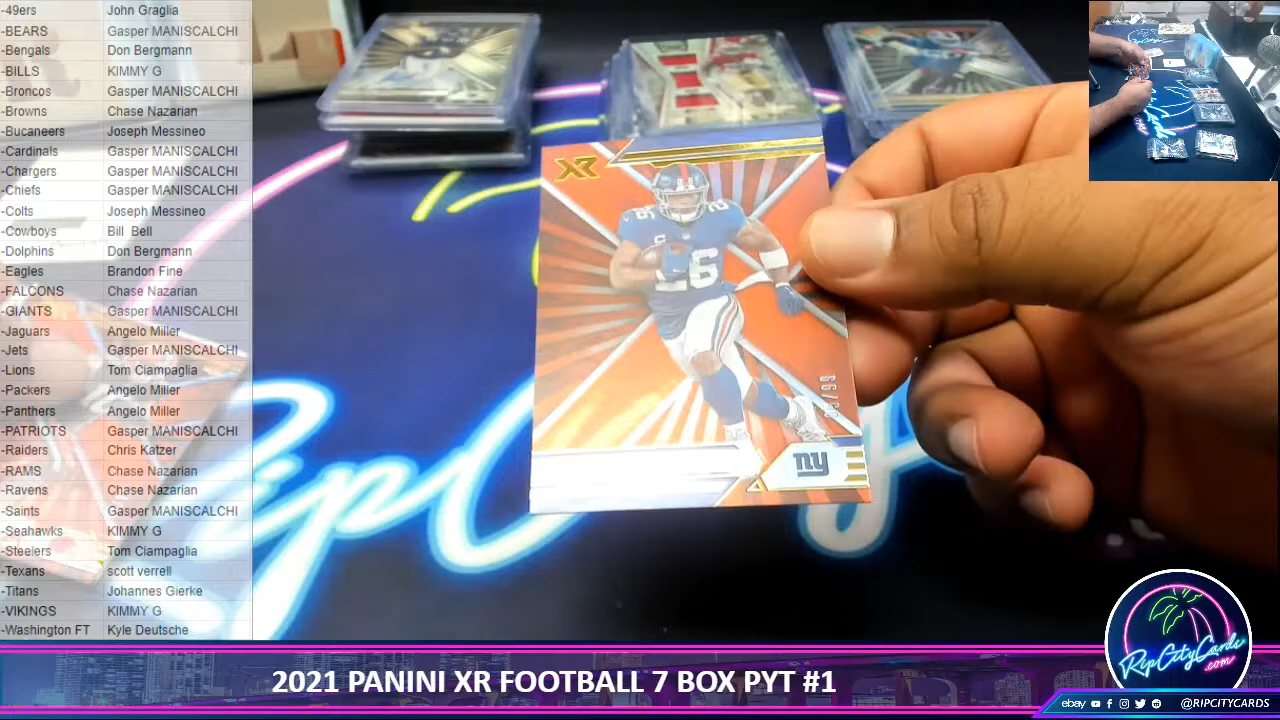 -49ers John Graglia
-BEARS Gasper MANISCALCHI
-Bengals Don Bergmann
-BILLS KIMMY G
-Broncos Gasper MANISCALCHI
-Browns Chase Nazarian
-Bucaneers Joseph Messineo
-Cardinals Gasper MANISCALCHI
-Chargers Gasper MANISCALCHI
-Chiefs Gasper MANISCALCHI
-Colts Joseph Messineo
-Cowboys Bill Bell
-Dolphins Don Bergmann
-Eagles Brandon Fine
-FALCONS Chase Nazarian
-GIANTS Gasper MANISCALCHI
-Jaguars Angelo Miller
-Jets Gasper MANISCALCHI
-Lions Tom Ciampaglia
-Packers Angelo Miller
-Panthers Angelo Miller
-PATRIOTS Gasper MANISCALCHI
-Raiders Chris Katzer
-RAMS Chase Nazarian
-Ravens Chase Nazarian
-Saints Gasper MANISCALCHI
-Seahawks KIMMY G
-Steelers Tom Ciampaglia
-Texans scott verrell
-Titans Johannes Gierke
-VIKINGS KIMMY G
-Washington FT Kyle Deutsche
XR
26
26
ny
Rip
2021 PANINI XR FOOTBALL 7 BOX PYT #1
RipCityCards
.com
ebay @RIPCITYCARDS